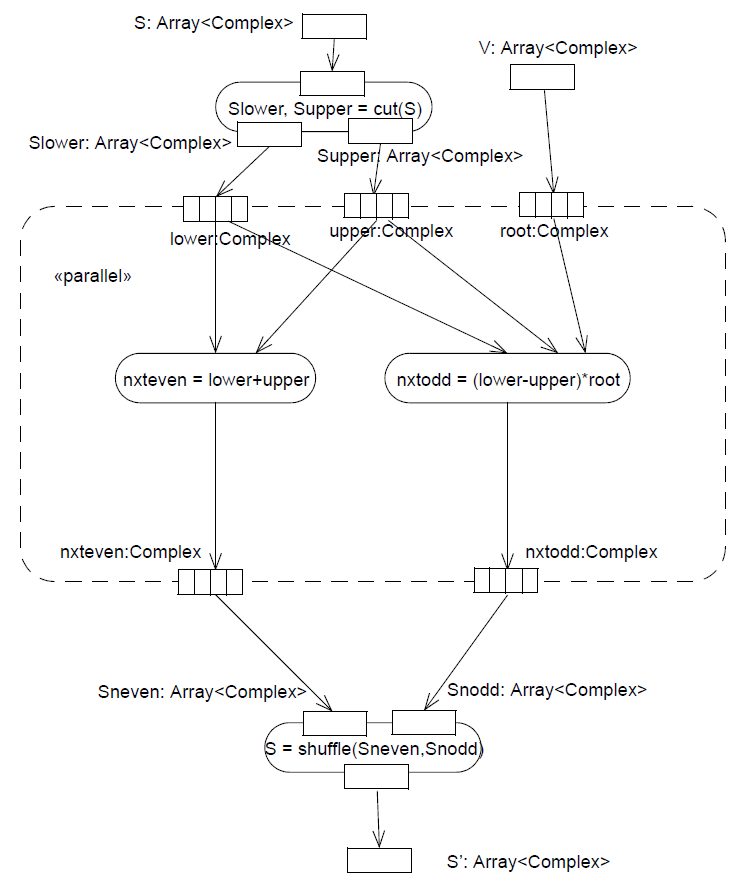 S: Array<Complex>
V: Array<Complex>
Slower, Supper = cut(S)
Slower: Array<Complex>
Supper: Array<Complex>
lower:Complex
upper:Complex
root:Complex
«parallel»
nxteven = lower+upper
nxtodd = (lower-upper)*root
nxteven:Complex
nxtodd:Complex
Sneven: Array<Complex>
Snodd: Array<Complex>
S = shuffle(Sneven,Snodd)
S’: Array<Complex>